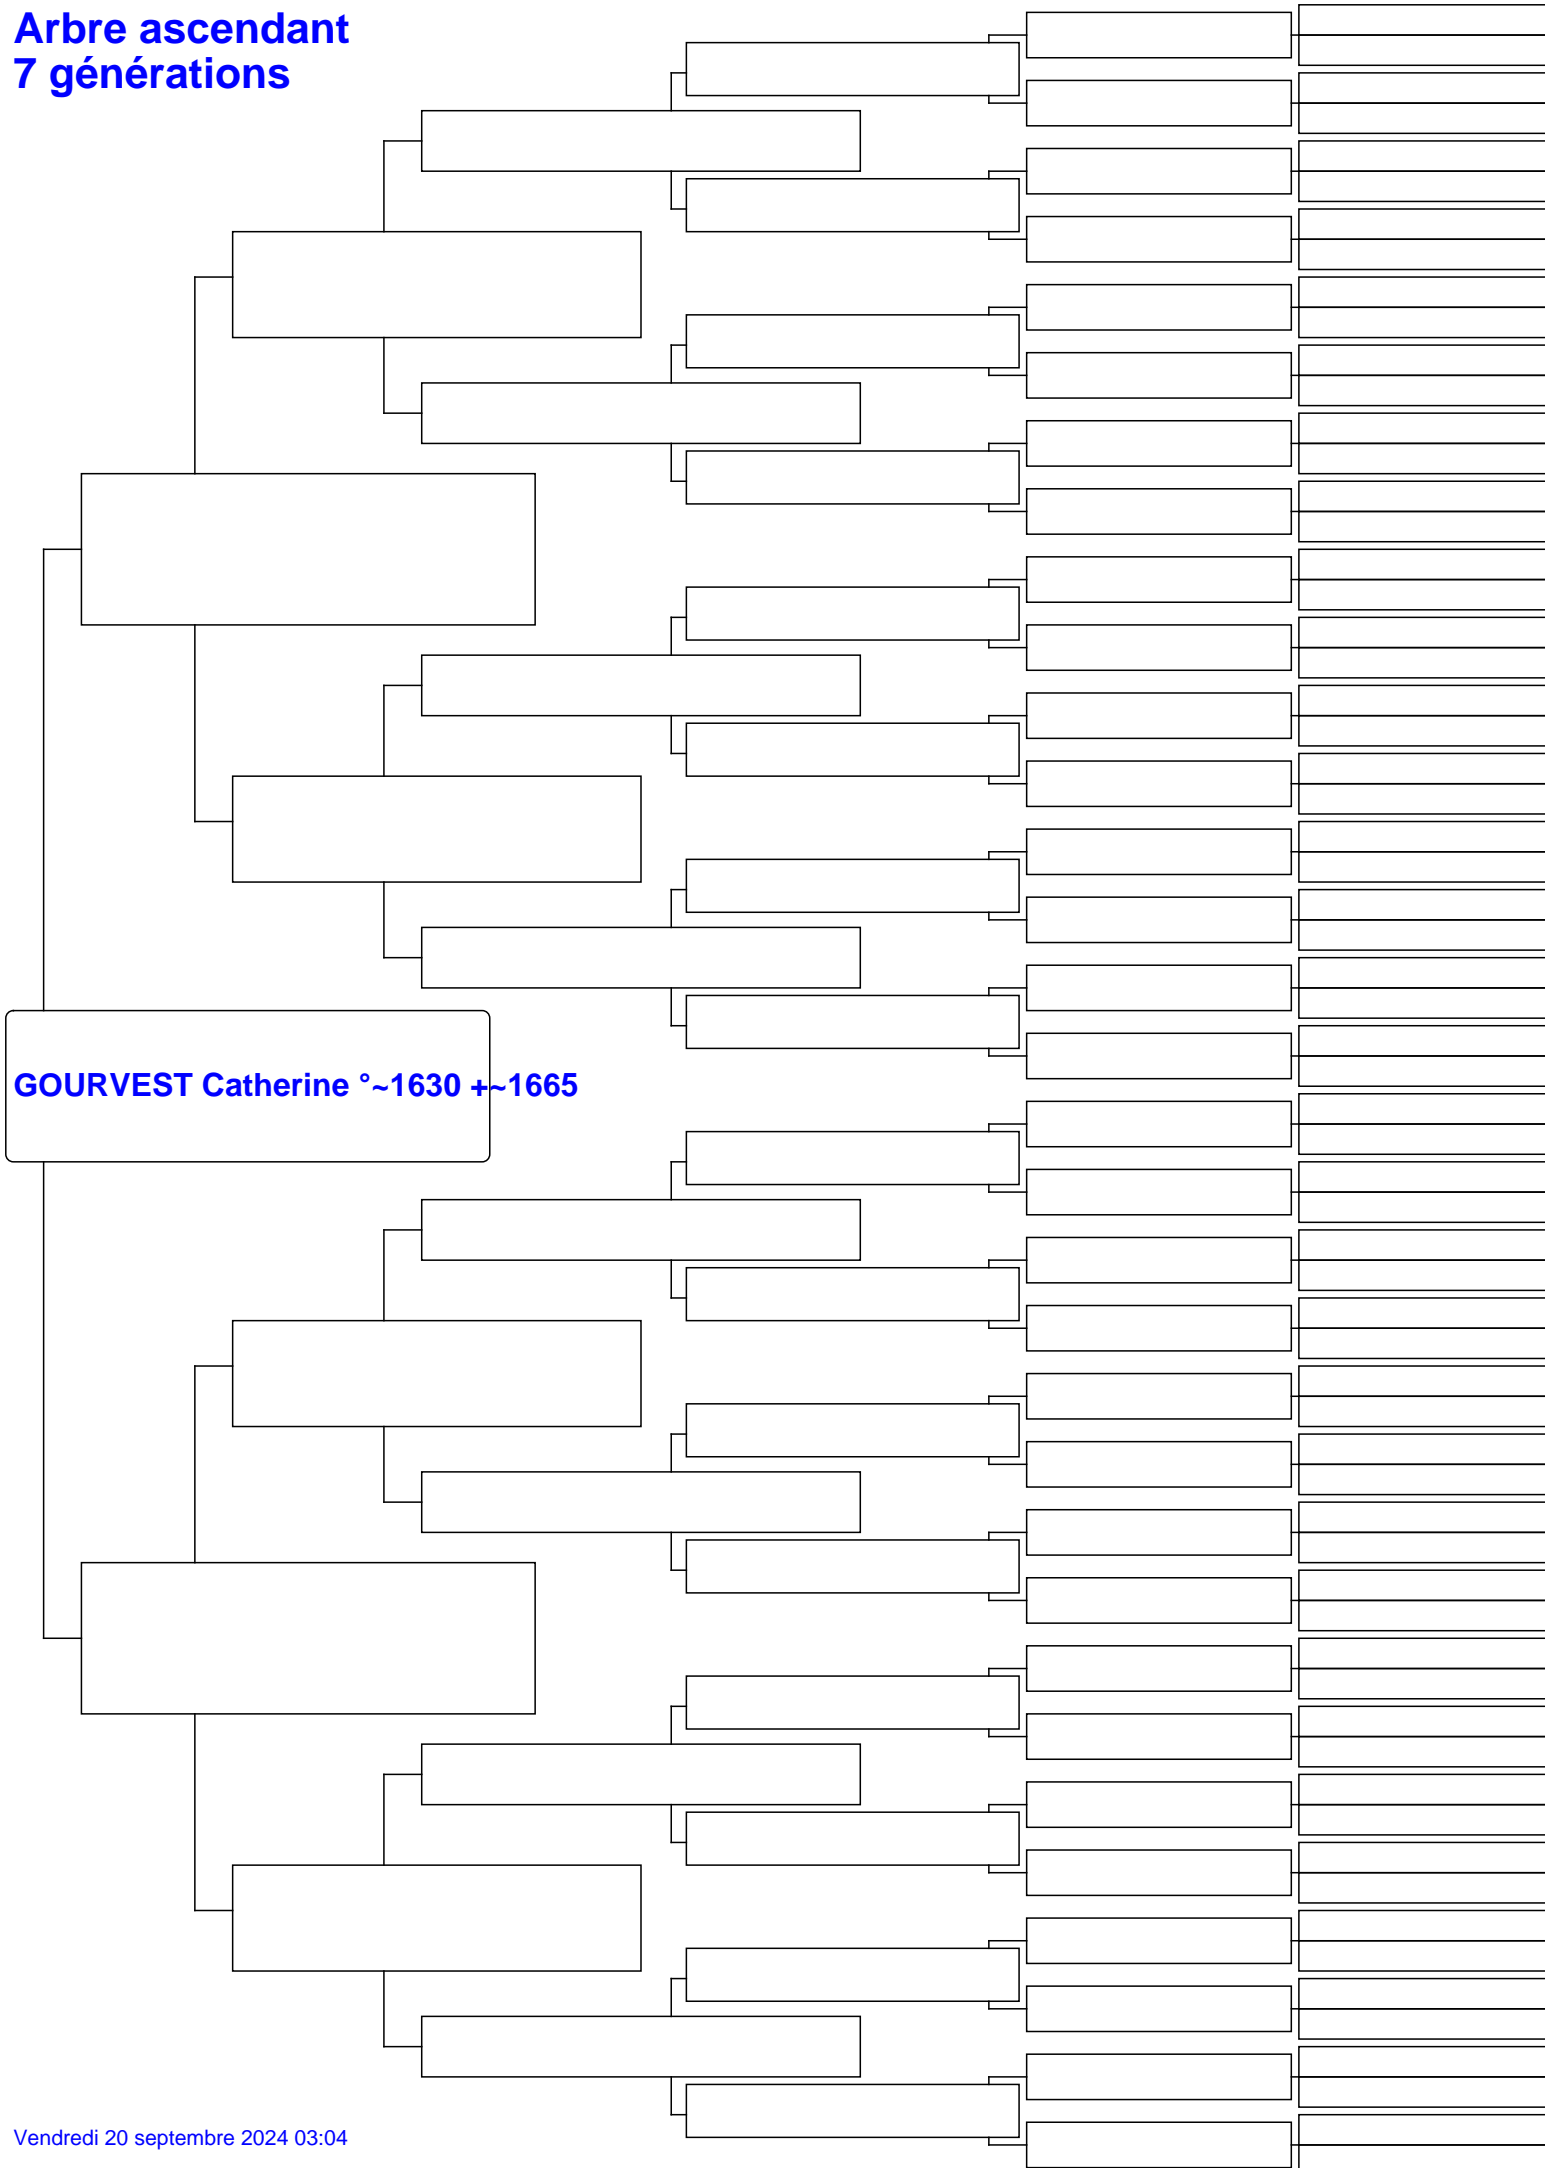 Arbre ascendant
7 générations
GOURVEST Catherine °~1630 +~1665
Vendredi 20 septembre 2024 03:04